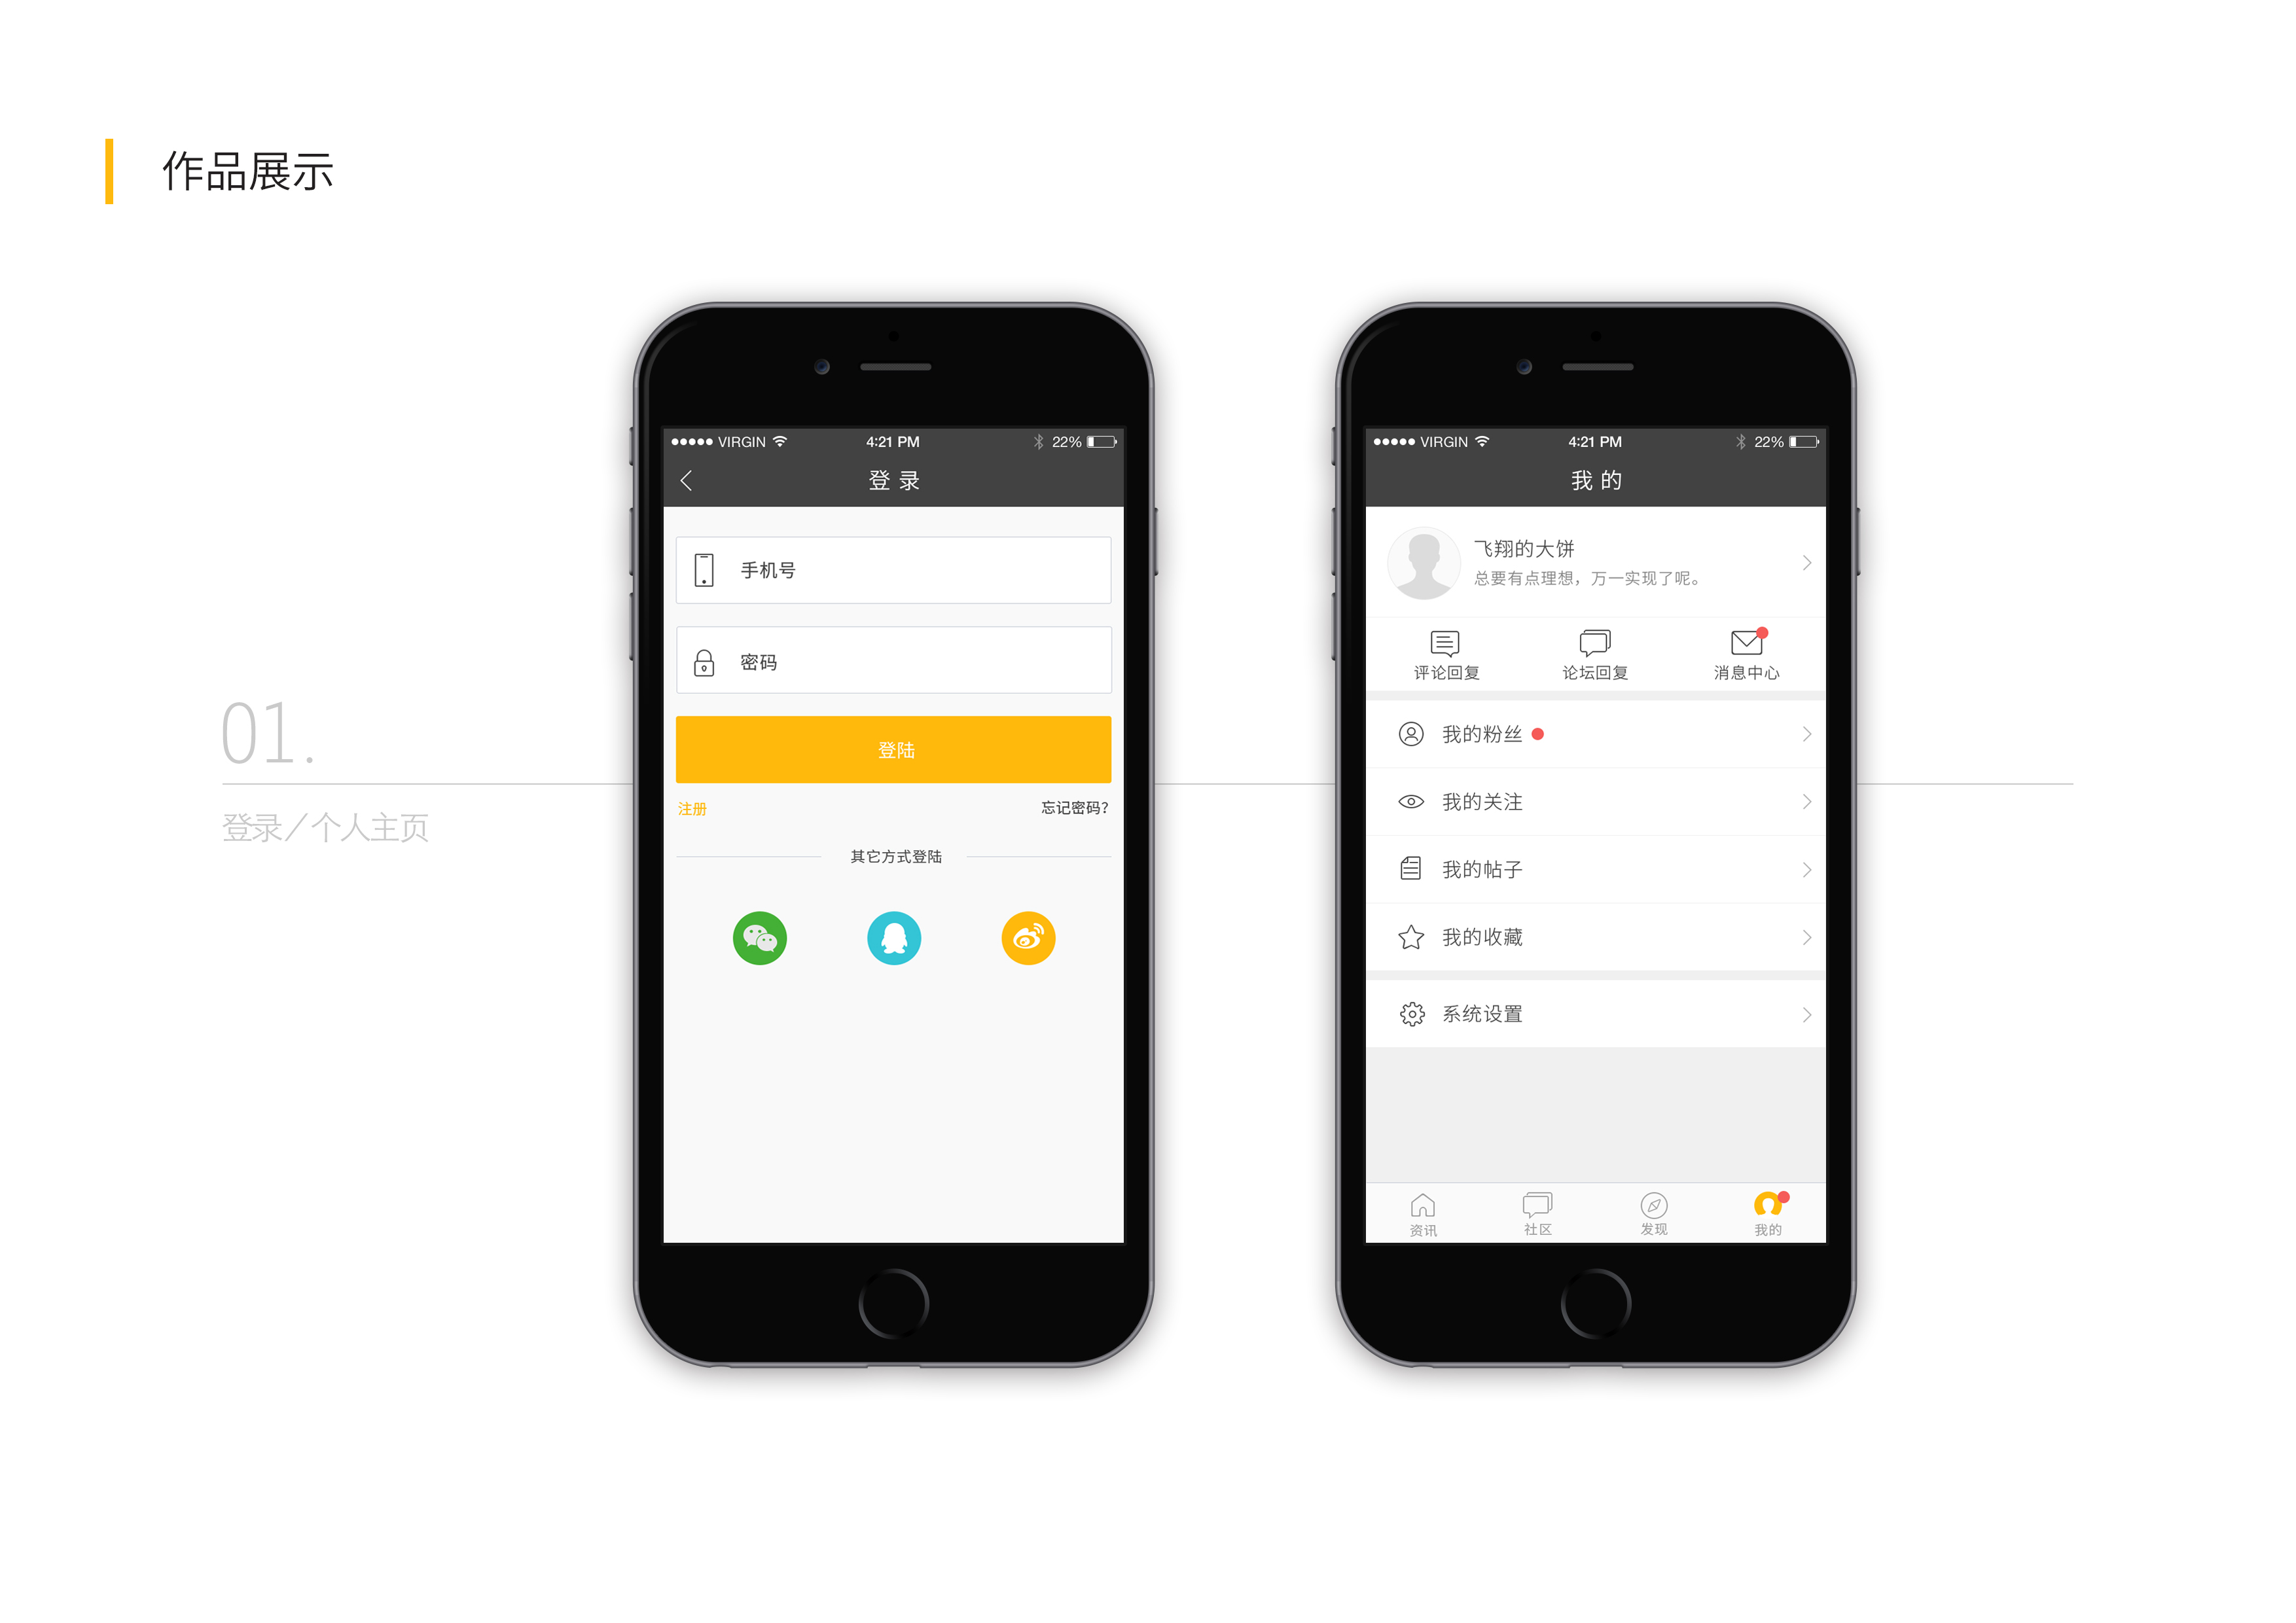 作品展示
01.
登录／个人主页
VIRGIN 4:21 PM 22%
登录
手机号
密码
登陆
注册 忘记密码?
其它方式登陆
VIRGIN 4:21 PM 22%
我的
飞翔的大饼
总要有点理想，万一实现了呢。
评论回复 论坛回复 消息中心
我的粉丝
我的关注
我的帖子
我的收藏
系统设置
资讯 社区 发现 我的